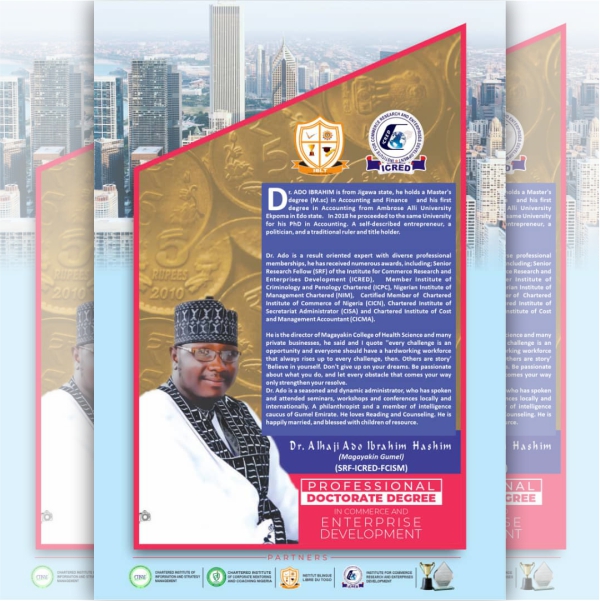 IBLT
INSTITUTE FOR COMMERCE RESEARCH AND ENTERPRISE DEVELOPMENT
ICRED
Dr. ADO IBRAHIM is from Jigawa state, he holds a Master's
degree (M.sc) in Accounting and Finance and his first
degree in Accounting from Ambrose Alli University
Ekpoma in Edo state. In 2018 he proceeded to the same University
for his PhD in Accounting. A self-described entrepreneur, a
politician, and a traditional ruler and title holder.
Dr. Ado is a result oriented expert with diverse professional
memberships, he has received numerous awards, including; Senior
Research Fellow (SRF) of the Institute for Commerce Research and
Enterprises Development (ICRED), Member Institute of
Criminology and Penology Chartered (ICPC), Nigerian Institute of
Management Chartered (NIM), Certified Member of Chartered
Institute of Commerce of Nigeria (CICN), Chartered Institute of
Secretariat Administrator (CISA) and Chartered Institute of Cost
and Management Accountant (CICMA).
He is the director of Magayakin College of Health Science and many
private businesses, he said and I quote "every challenge is an
opportunity and everyone should have a hardworking workforce
that always rises up to every challenge, then. Others are story'
'Believe in yourself. Don't give up on your dreams. Be passionate
about what you do, and let every obstacle that comes your way
only strengthen your resolve.
Dr. Ado is a seasoned and dynamic administrator, who has spoken
and attended seminars, workshops and conferences locally and
internationally. A philanthropist and a member of intelligence
caucus of Gumel Emirate. He loves Reading and Counseling. He is
happily married, and blessed with children of resource.
Dr. Alhaji Ado Ibrahim Hashim
(Magayakin Gumel)
(SRF-ICRED-FCISM)
PROFESSIONAL
DOCTORATE DEGREE
IN COMMERCE AND
ENTERPRISE
DEVELOPMENT
RUPEES
2010
PARTNERS
CHARTERED INSTITUTE OF
INFORMATION AND STRATEGY
MANAGEMENT
CHARTERED INSTITUTE
OF CORPORATE MENTORING
AND COACHING NIGERIA
INSTITUT BILINGUE
LIBRE DU TOGO
INSTITUTE FOR COMMERCE
RESEARCH AND ENTERPRISES
DEVELOPMENT